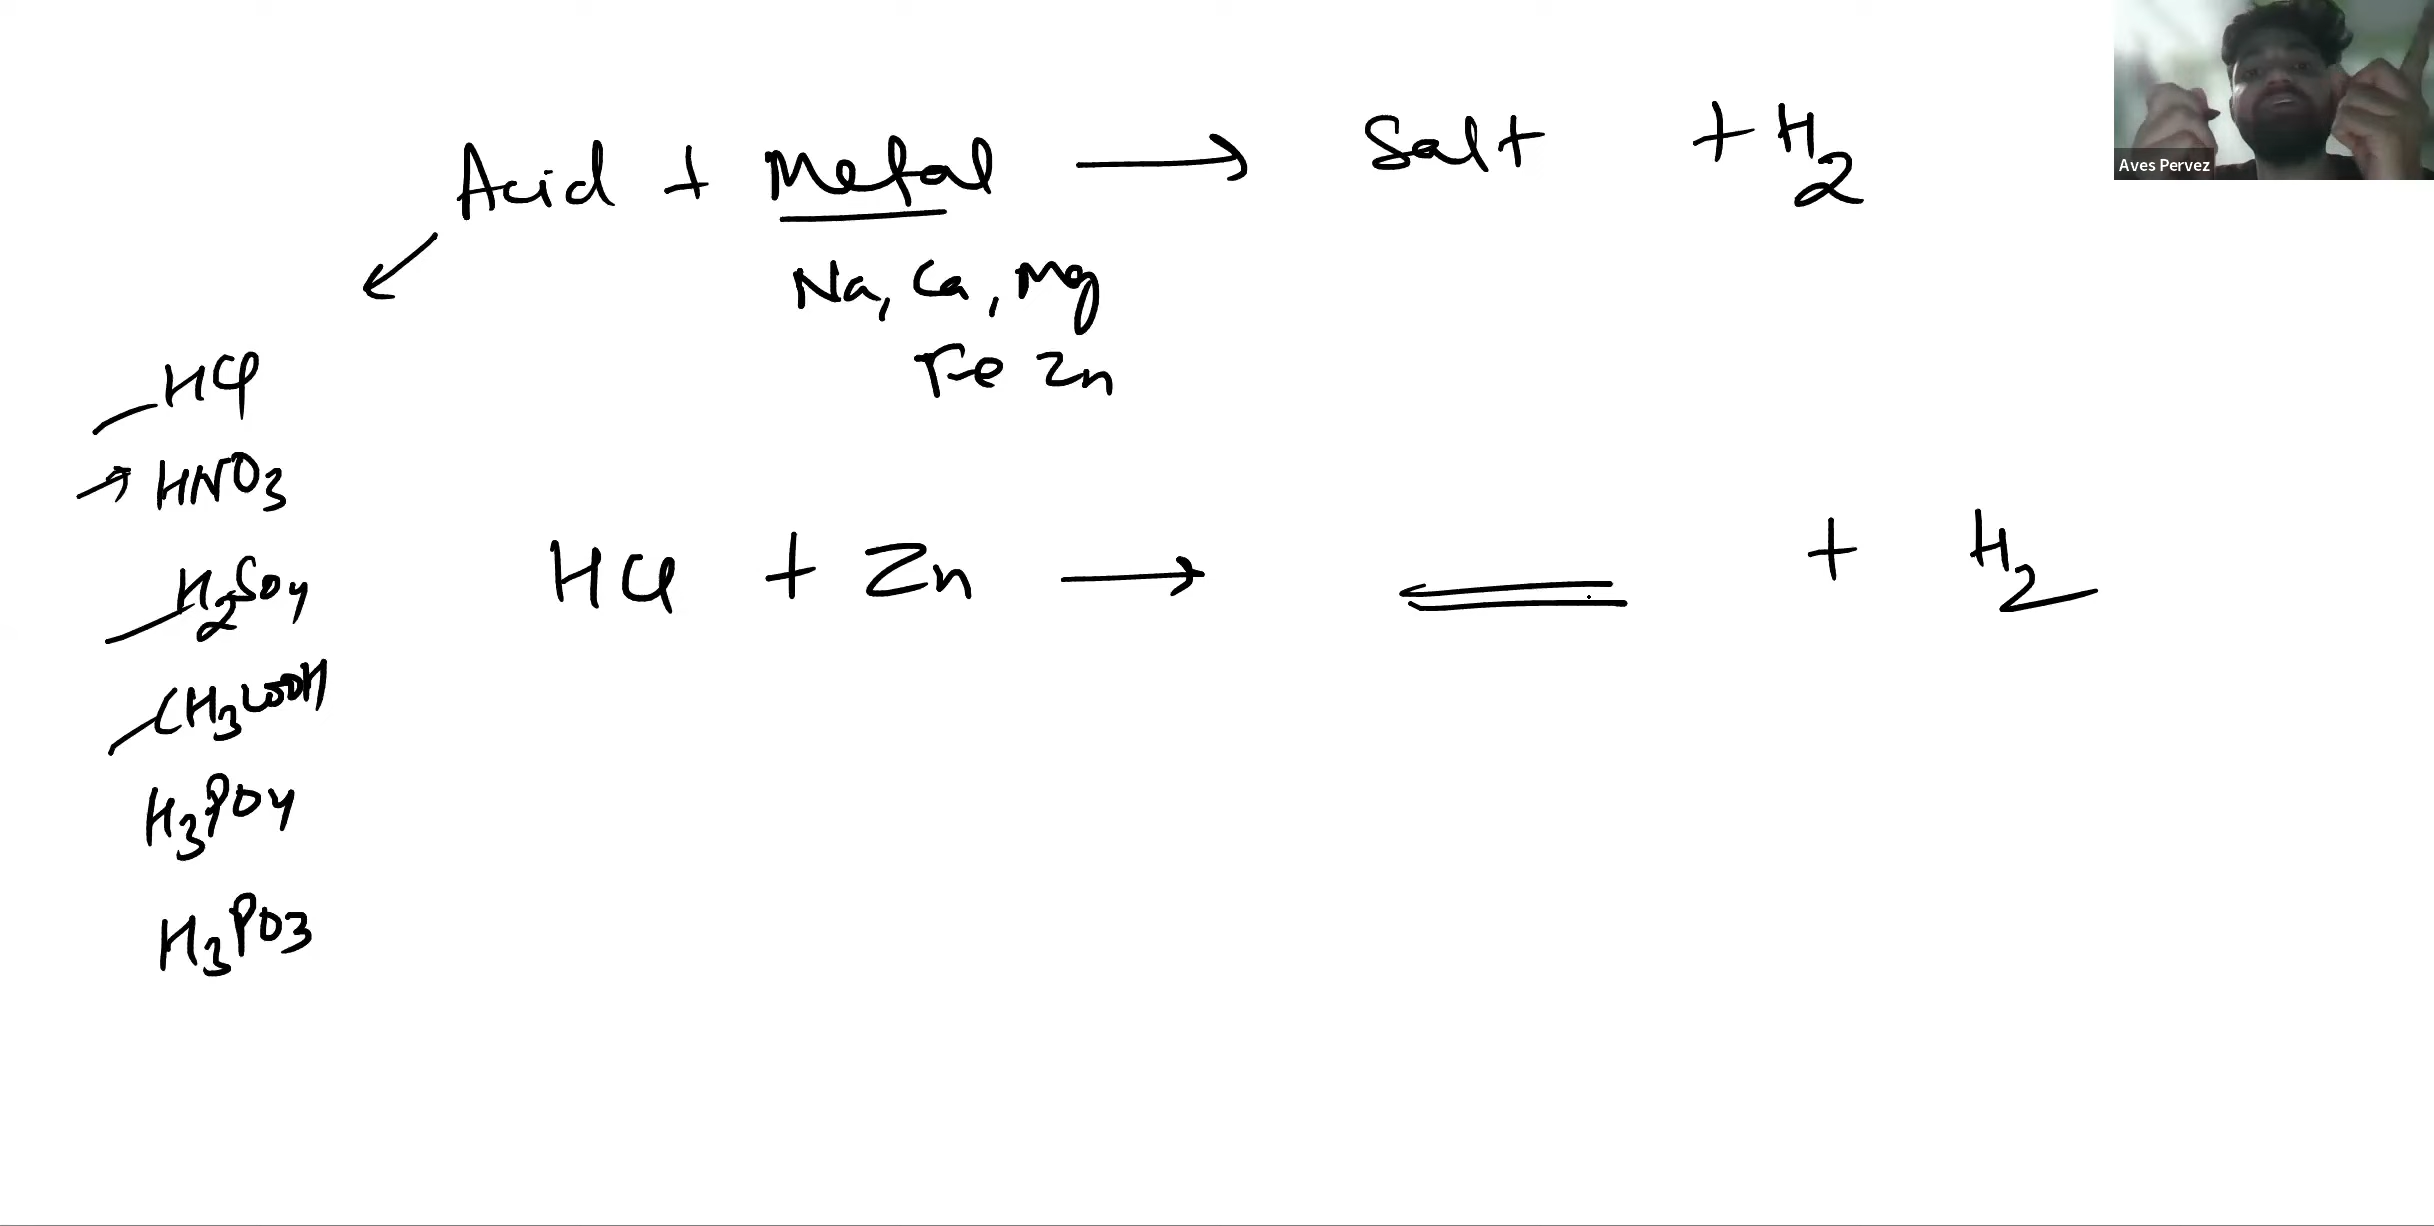 Acid + Metal → Salt + H₂
Aves Pervez
Na, Ca, Mg
Fe Zn
HCl
HNO₃
H₂SO₄
HCl + Zn → + H₂
CH₃COOH
H₃PO₄
H₃PO₃